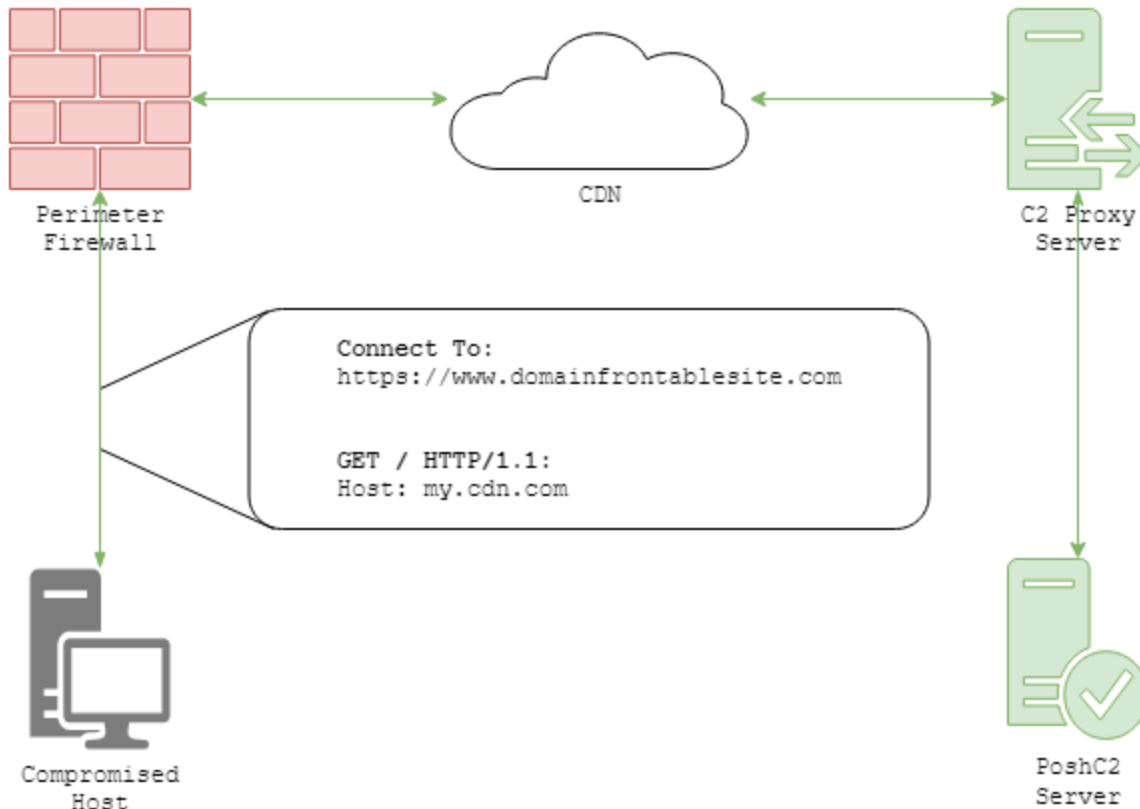 CDN
Perimeter
Firewall
C2 Proxy
Server
Connect To:
https://www.domainfrontablesite.com
GET / HTTP/1.1:
Host: my.cdn.com
Compromised
Host
PoshC2
Server